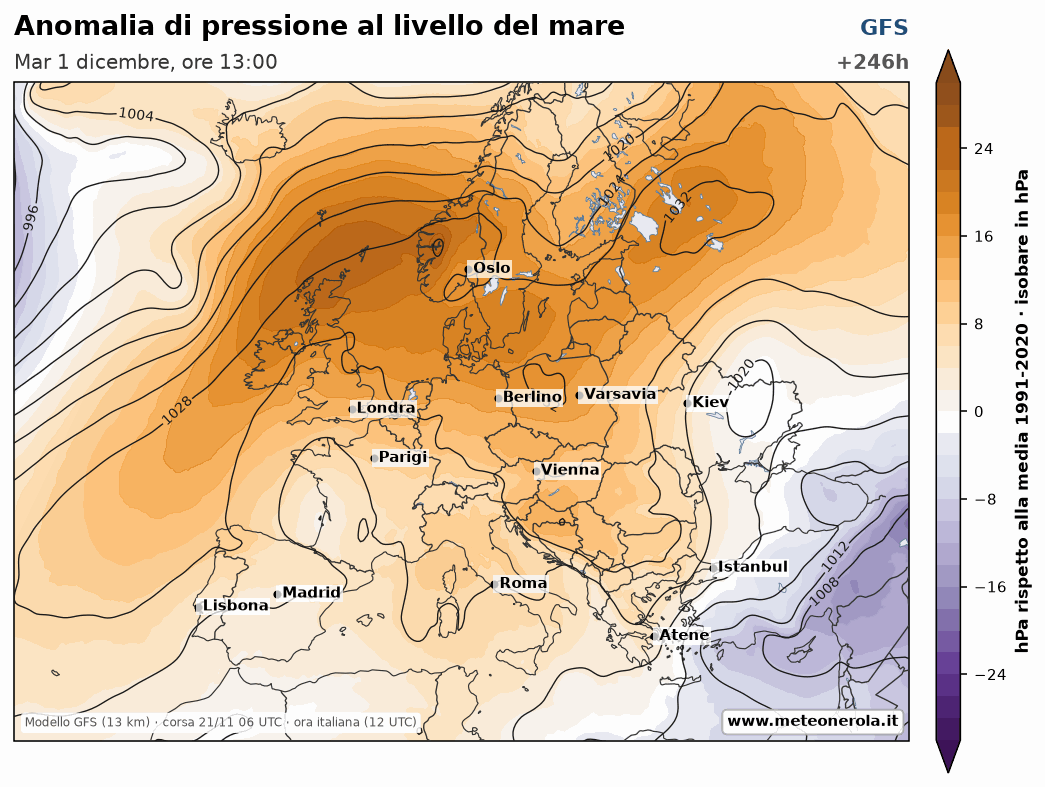 Anomalia di pressione al livello del mare
GFS
Mar 1 dicembre, ore 13:00
+246h
1004
996
1020
1024
1032
24
16
8
0
−8
−16
−24
hPa rispetto alla media 1991-2020 · isobare in hPa
Oslo
1028
1020
Londra
Berlino
Varsavia
Kiev
Parigi
Vienna
1012
1008
Istanbul
Roma
Madrid
Lisbona
Atene
Modello GFS (13 km) · corsa 21/11 06 UTC · ora italiana (12 UTC)
www.meteonerola.it